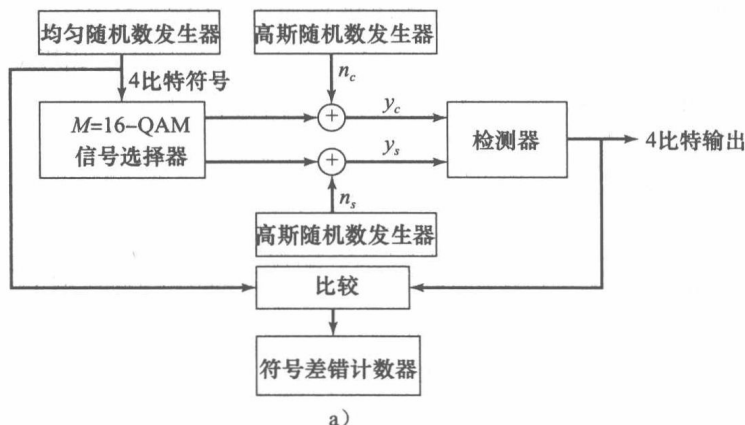 均匀随机数发生器
高斯随机数发生器
4比特符号
n_c
M=16-QAM
信号选择器
+
y_c
检测器
4比特输出
y_s
+
n_s
高斯随机数发生器
比较
符号差错计数器
a)